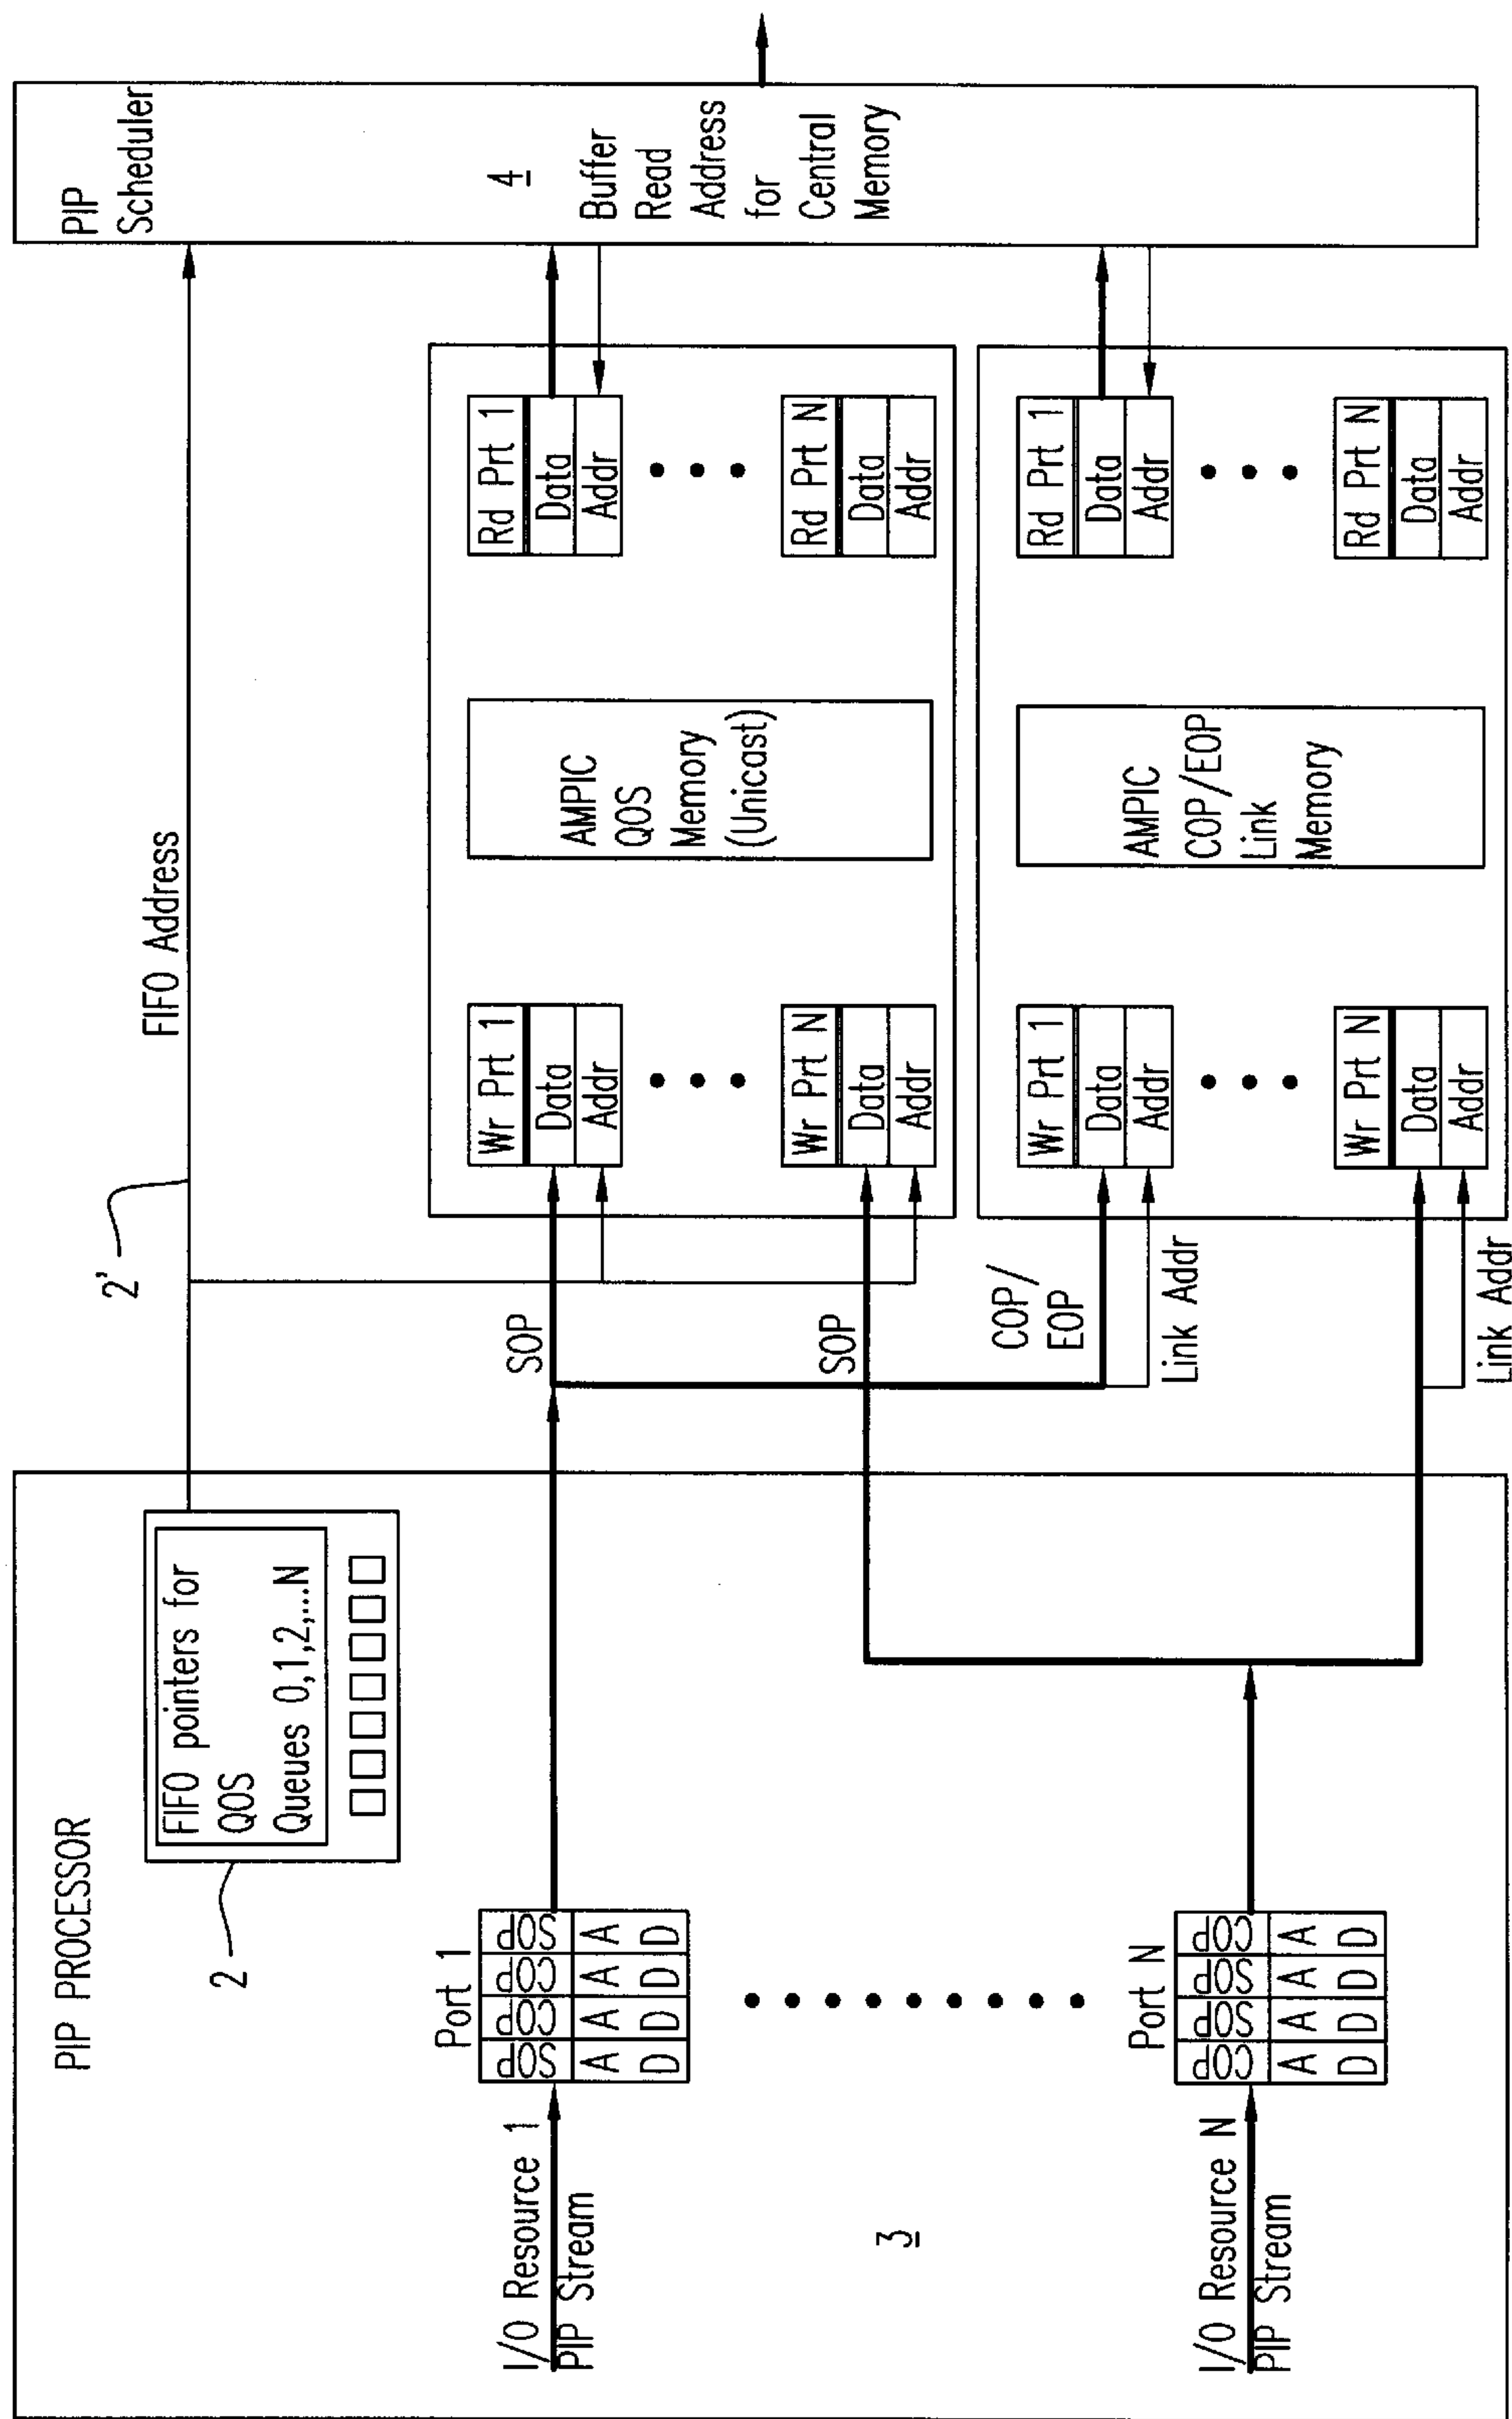 PIP PROCESSOR
2
FIFO pointers for
QOS
Queues 0,1,2,...N
I/O Resource 1
PIP Stream
Port 1
SOP COP COP SOP
A A A A
D D D D
3
I/O Resource N
PIP Stream
Port N
COP SOP SOP COP
A A A A
D D D D
2'
FIFO Address
SOP
SOP
COP/
EOP
Link Addr
Link Addr
Wr Prt 1
Data
Addr
Wr Prt N
Data
Addr
AMPIC
QOS
Memory
(Unicast)
Rd Prt 1
Data
Addr
Rd Prt N
Data
Addr
Wr Prt 1
Data
Addr
Wr Prt N
Data
Addr
AMPIC
COP/EOP
Link
Memory
Rd Prt 1
Data
Addr
Rd Prt N
Data
Addr
PIP
Scheduler
4
Buffer
Read
Address
for
Central
Memory